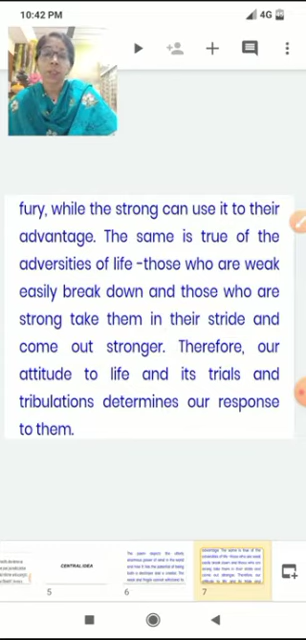 10:42 PM
4G
fury, while the strong can use it to their
advantage. The same is true of the
adversities of life -those who are weak
easily break down and those who are
strong take them in their stride and
come out stronger. Therefore, our
attitude to life and its trials and
tribulations determines our response
to them.
CENTRAL IDEA
5
6
7